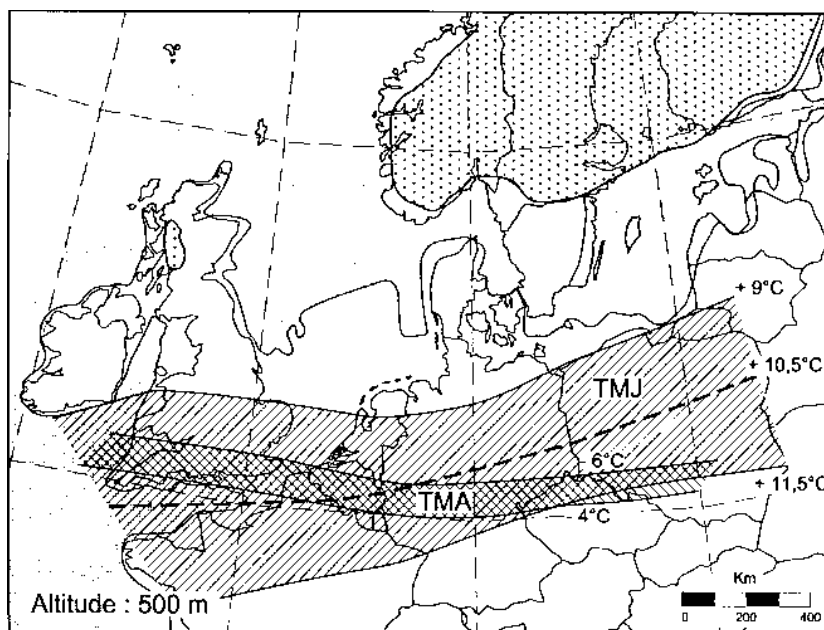 + 9°C
+ 10,5°C
TMJ
6°C
+ 11,5°C
TMA
4°C
Altitude : 500 m
Km
0 200 400